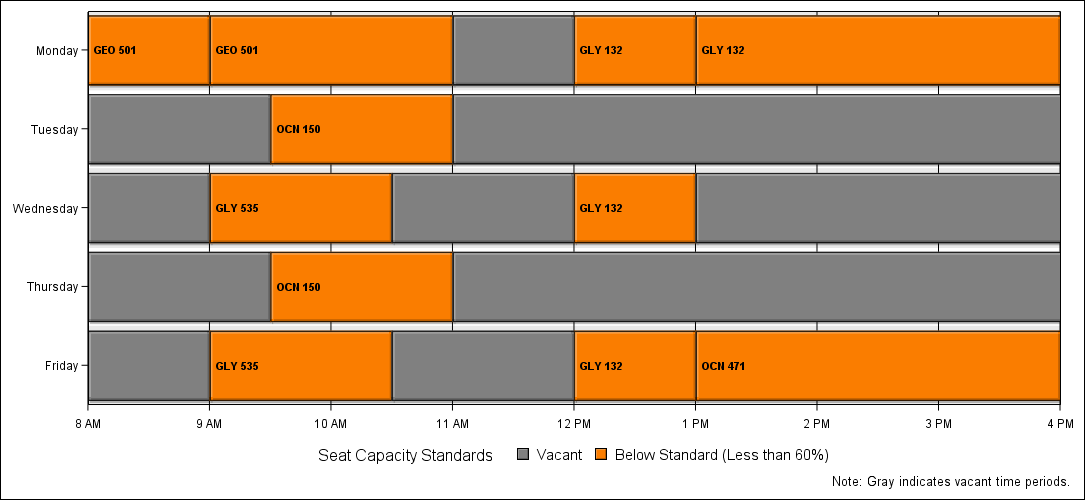 Monday GEO 501 GEO 501 GLY 132 GLY 132
Tuesday OCN 150
Wednesday GLY 535 GLY 132
Thursday OCN 150
Friday GLY 535 GLY 132 OCN 471
8 AM 9 AM 10 AM 11 AM 12 PM 1 PM 2 PM 3 PM 4 PM
Seat Capacity Standards Vacant Below Standard (Less than 60%)
Note: Gray indicates vacant time periods.